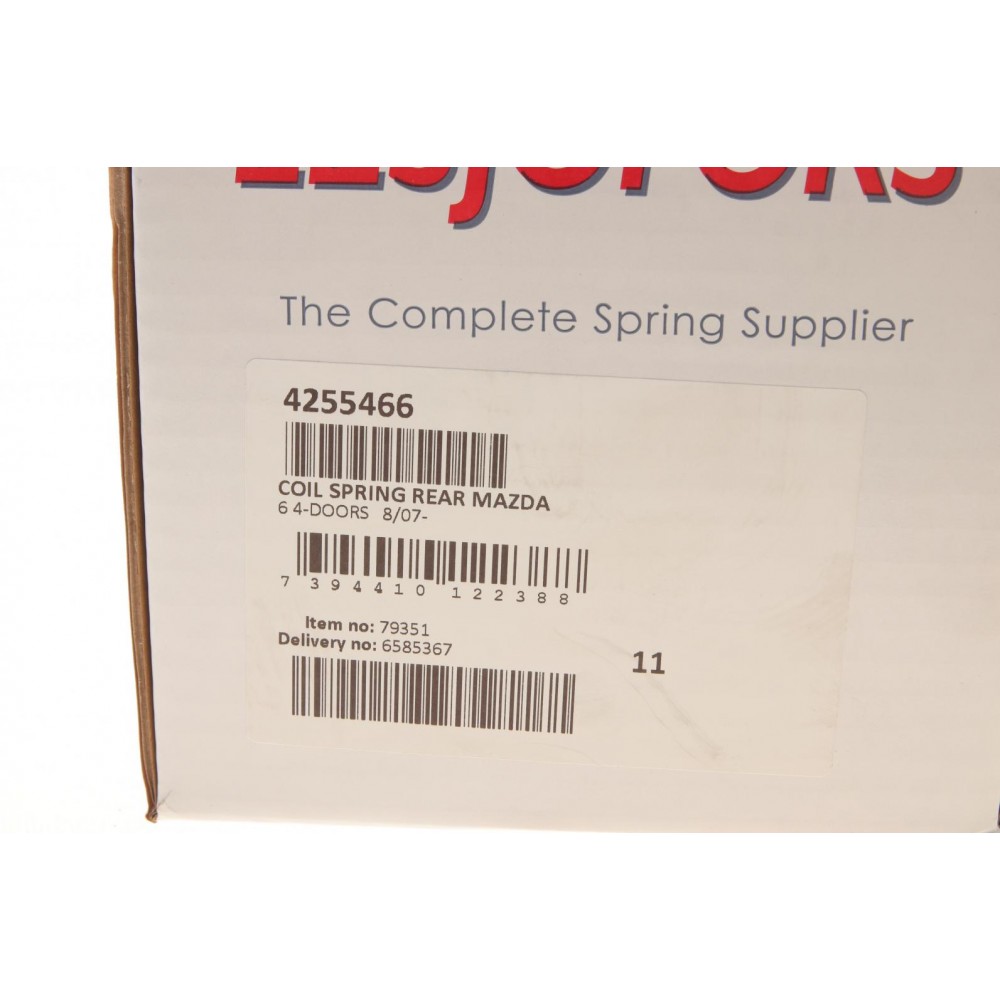 The Complete Spring Supplier
4255466
COIL SPRING REAR MAZDA
6 4-DOORS 8/07-
7 394410 122388
Item no: 79351
Delivery no: 6585367
11